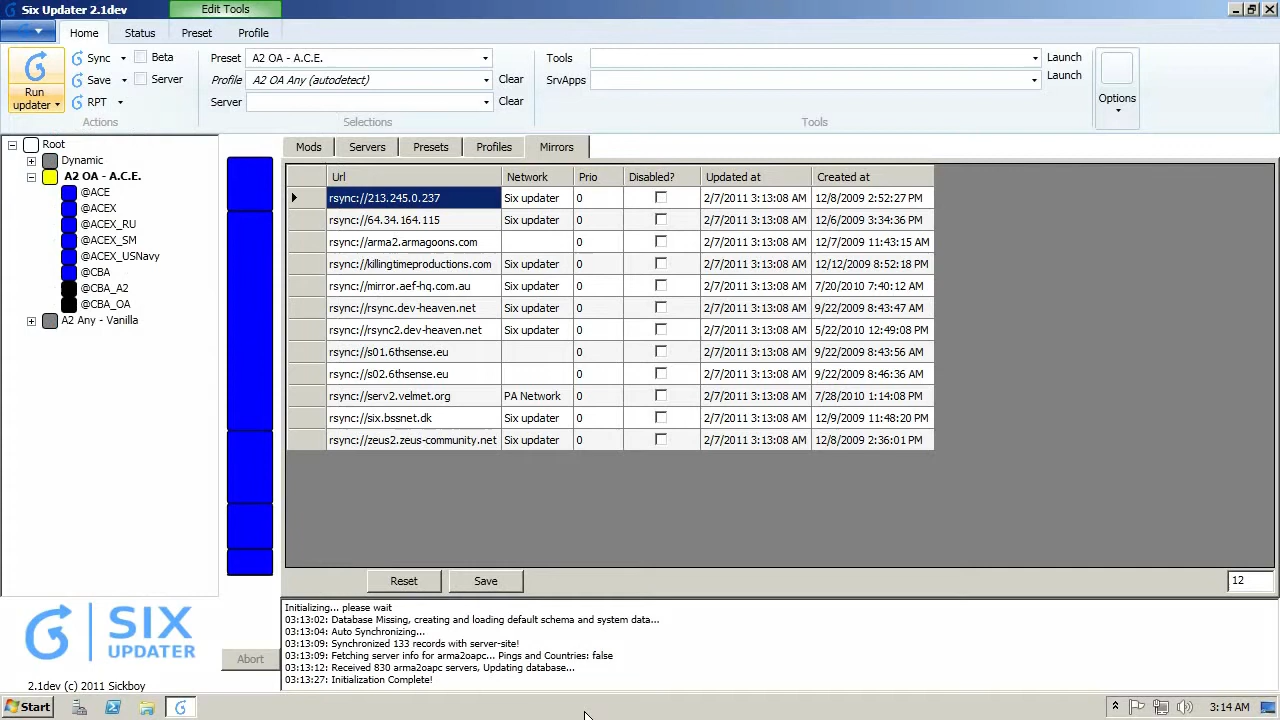 Six Updater 2.1dev
Edit Tools
Home Status Preset Profile
Run updater
Sync
Save
RPT
Beta
Server
Actions
Preset A2 OA - A.C.E.
Profile A2 OA Any (autodetect) Clear
Server Clear
Selections
Tools Launch
SrvApps Launch
Tools
Options
Root
Dynamic
A2 OA - A.C.E.
@ACE
@ACEX
@ACEX_RU
@ACEX_SM
@ACEX_USNavy
@CBA
@CBA_A2
@CBA_OA
A2 Any - Vanilla
Mods Servers Presets Profiles Mirrors
Url Network Prio Disabled? Updated at Created at
rsync://213.245.0.237 Six updater 0 2/7/2011 3:13:08 AM 12/8/2009 2:52:27 PM
rsync://64.34.164.115 Six updater 0 2/7/2011 3:13:08 AM 12/6/2009 3:34:36 PM
rsync://arma2.armagoons.com 0 2/7/2011 3:13:08 AM 12/7/2009 11:43:15 AM
rsync://killingtimeproductions.com Six updater 0 2/7/2011 3:13:08 AM 12/12/2009 8:52:18 PM
rsync://mirror.aef-hq.com.au Six updater 0 2/7/2011 3:13:08 AM 7/20/2010 7:40:12 AM
rsync://rsync.dev-heaven.net Six updater 0 2/7/2011 3:13:08 AM 9/22/2009 8:43:47 AM
rsync://rsync2.dev-heaven.net Six updater 0 2/7/2011 3:13:08 AM 5/22/2010 12:49:08 PM
rsync://s01.6thsense.eu 0 2/7/2011 3:13:08 AM 9/22/2009 8:43:56 AM
rsync://s02.6thsense.eu 0 2/7/2011 3:13:08 AM 9/22/2009 8:46:36 AM
rsync://serv2.velmet.org PA Network 0 2/7/2011 3:13:08 AM 7/28/2010 1:14:08 PM
rsync://six.bssnet.dk Six updater 0 2/7/2011 3:13:08 AM 12/9/2009 11:48:20 PM
rsync://zeus2.zeus-community.net Six updater 0 2/7/2011 3:13:08 AM 12/8/2009 2:36:01 PM
Reset Save 12
Initializing... please wait
03:13:02: Database Missing, creating and loading default schema and system data...
03:13:04: Auto Synchronizing...
03:13:09: Synchronized 133 records with server-site!
03:13:09: Fetching server info for arma2oapc... Pings and Countries: false
03:13:12: Received 830 arma2oapc servers, Updating database...
03:13:27: Initialization Complete!
SIX
UPDATER
Abort
2.1dev (c) 2011 Sickboy
Start 3:14 AM